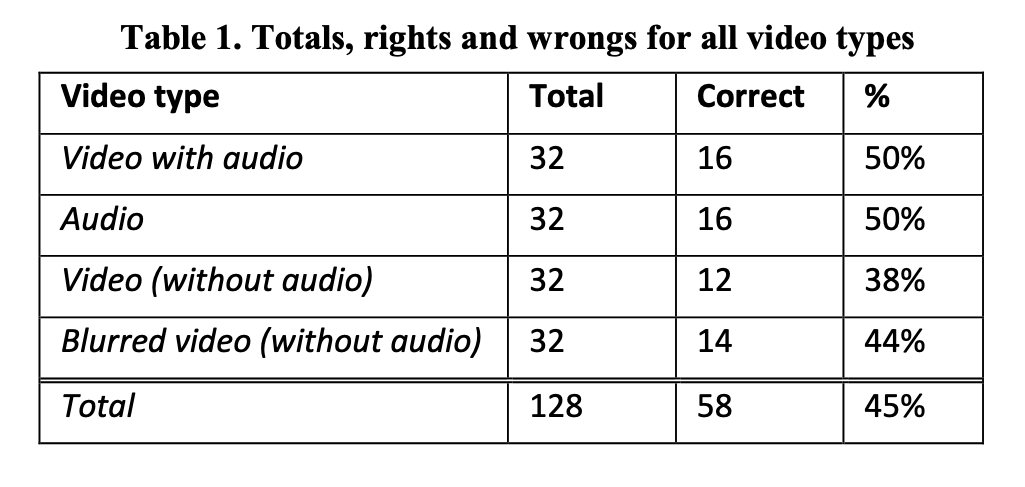 Table 1. Totals, rights and wrongs for all video types
Video type Total Correct %
Video with audio 32 16 50%
Audio 32 16 50%
Video (without audio) 32 12 38%
Blurred video (without audio) 32 14 44%
Total 128 58 45%